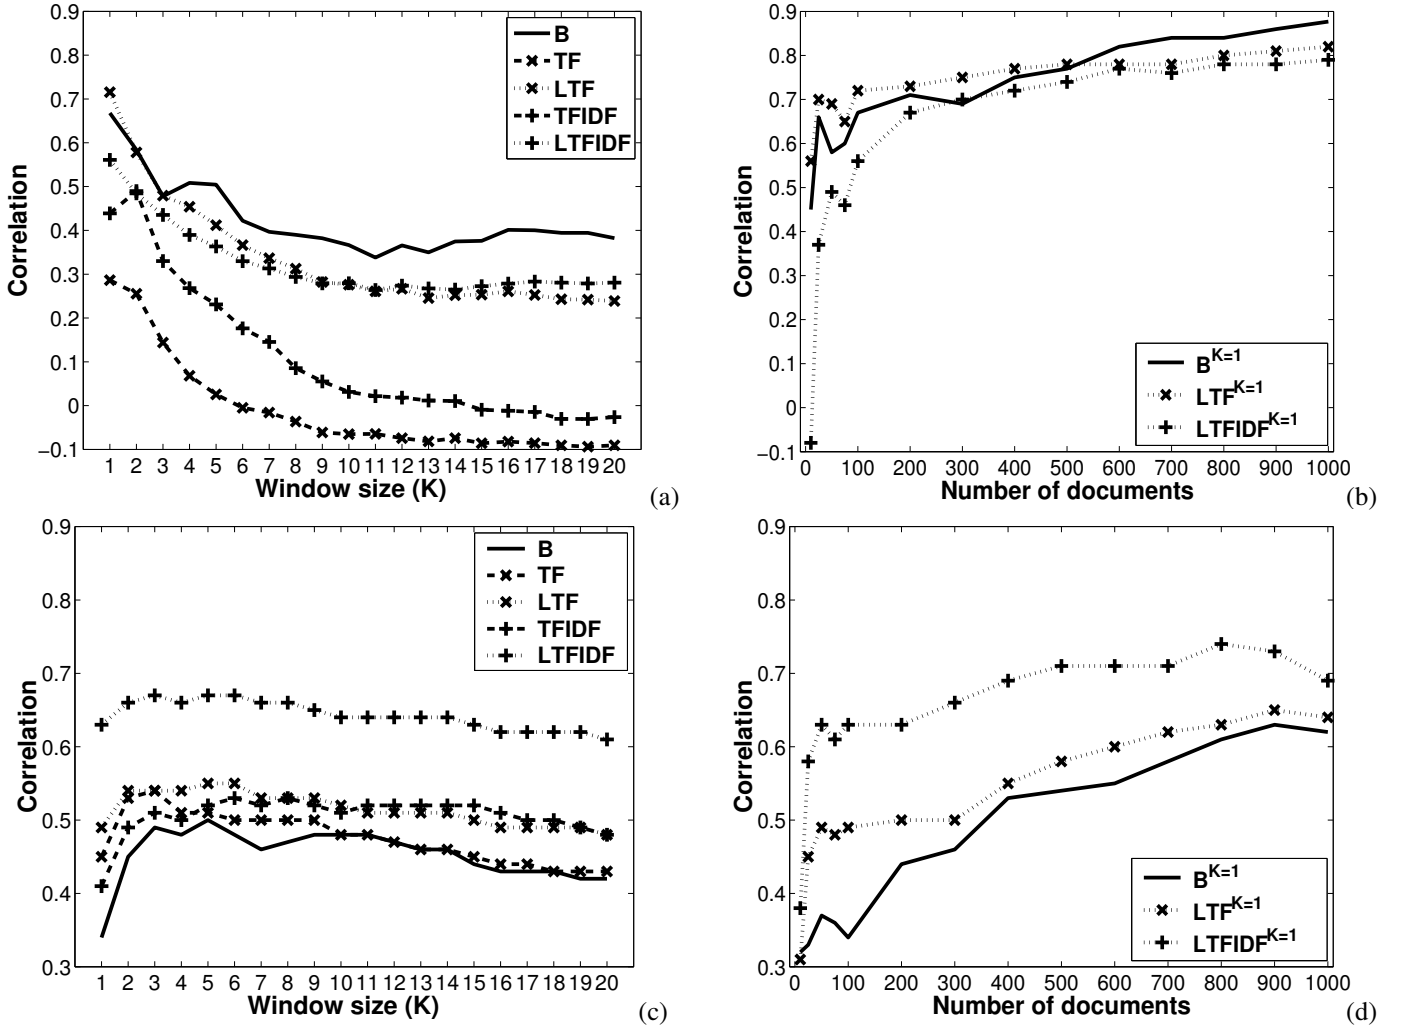 0.9
0.8
0.7
0.6
0.5
0.4
0.3
0.2
0.1
0
−0.1
Correlation
B
TF
LTF
TFIDF
LTFIDF
1 2 3 4 5 6 7 8 9 10 11 12 13 14 15 16 17 18 19 20
Window size (K)
(a)
0.9
0.8
0.7
0.6
0.5
0.4
0.3
0.2
0.1
0
−0.1
Correlation
B^K=1
LTF^K=1
LTFIDF^K=1
0 100 200 300 400 500 600 700 800 900 1000
Number of documents
(b)
0.9
0.8
0.7
0.6
0.5
0.4
0.3
Correlation
B
TF
LTF
TFIDF
LTFIDF
1 2 3 4 5 6 7 8 9 10 11 12 13 14 15 16 17 18 19 20
Window size (K)
(c)
0.9
0.8
0.7
0.6
0.5
0.4
0.3
Correlation
B^K=1
LTF^K=1
LTFIDF^K=1
0 100 200 300 400 500 600 700 800 900 1000
Number of documents
(d)